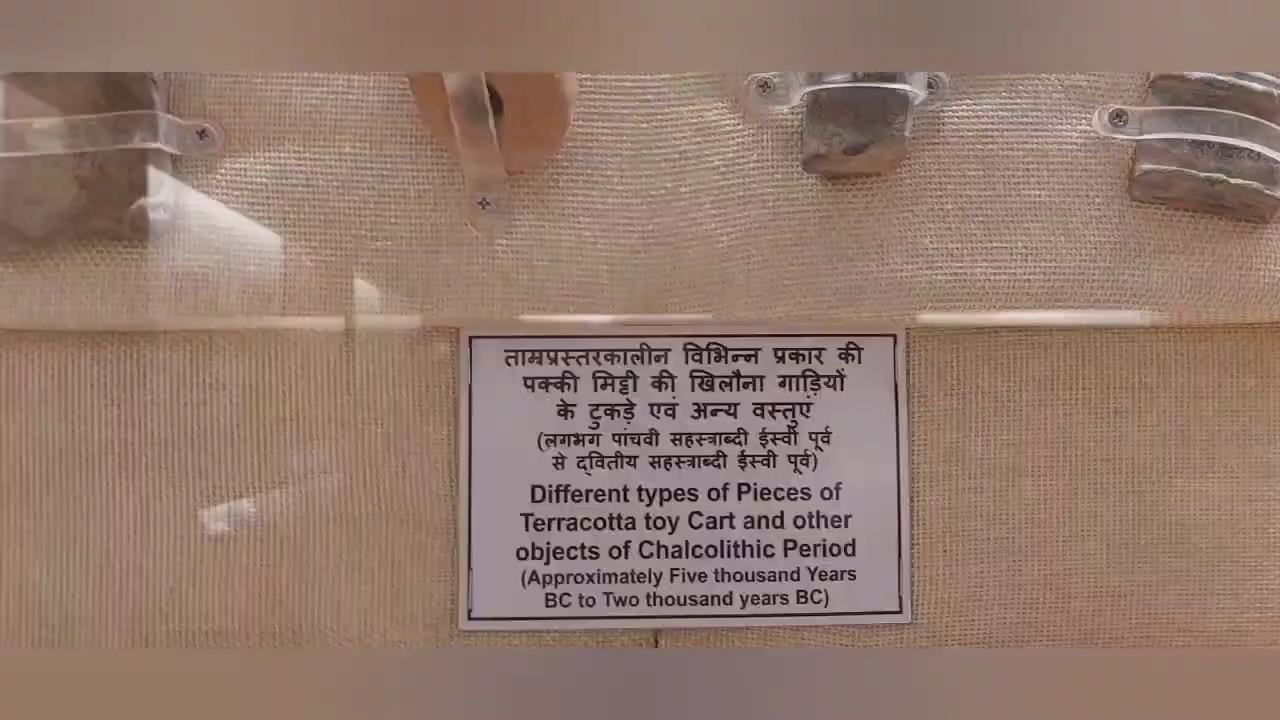 ताम्रप्रस्तरकालीन विभिन्न प्रकार की
पक्की मिट्टी की खिलौना गाड़ियों
के टुकड़े एवं अन्य वस्तुएं
(लगभग पांचवी सहस्त्राब्दी ईस्वी पूर्व
से द्वितीय सहस्त्राब्दी ईस्वी पूर्व)
Different types of Pieces of
Terracotta toy Cart and other
objects of Chalcolithic Period
(Approximately Five thousand Years
BC to Two thousand years BC)